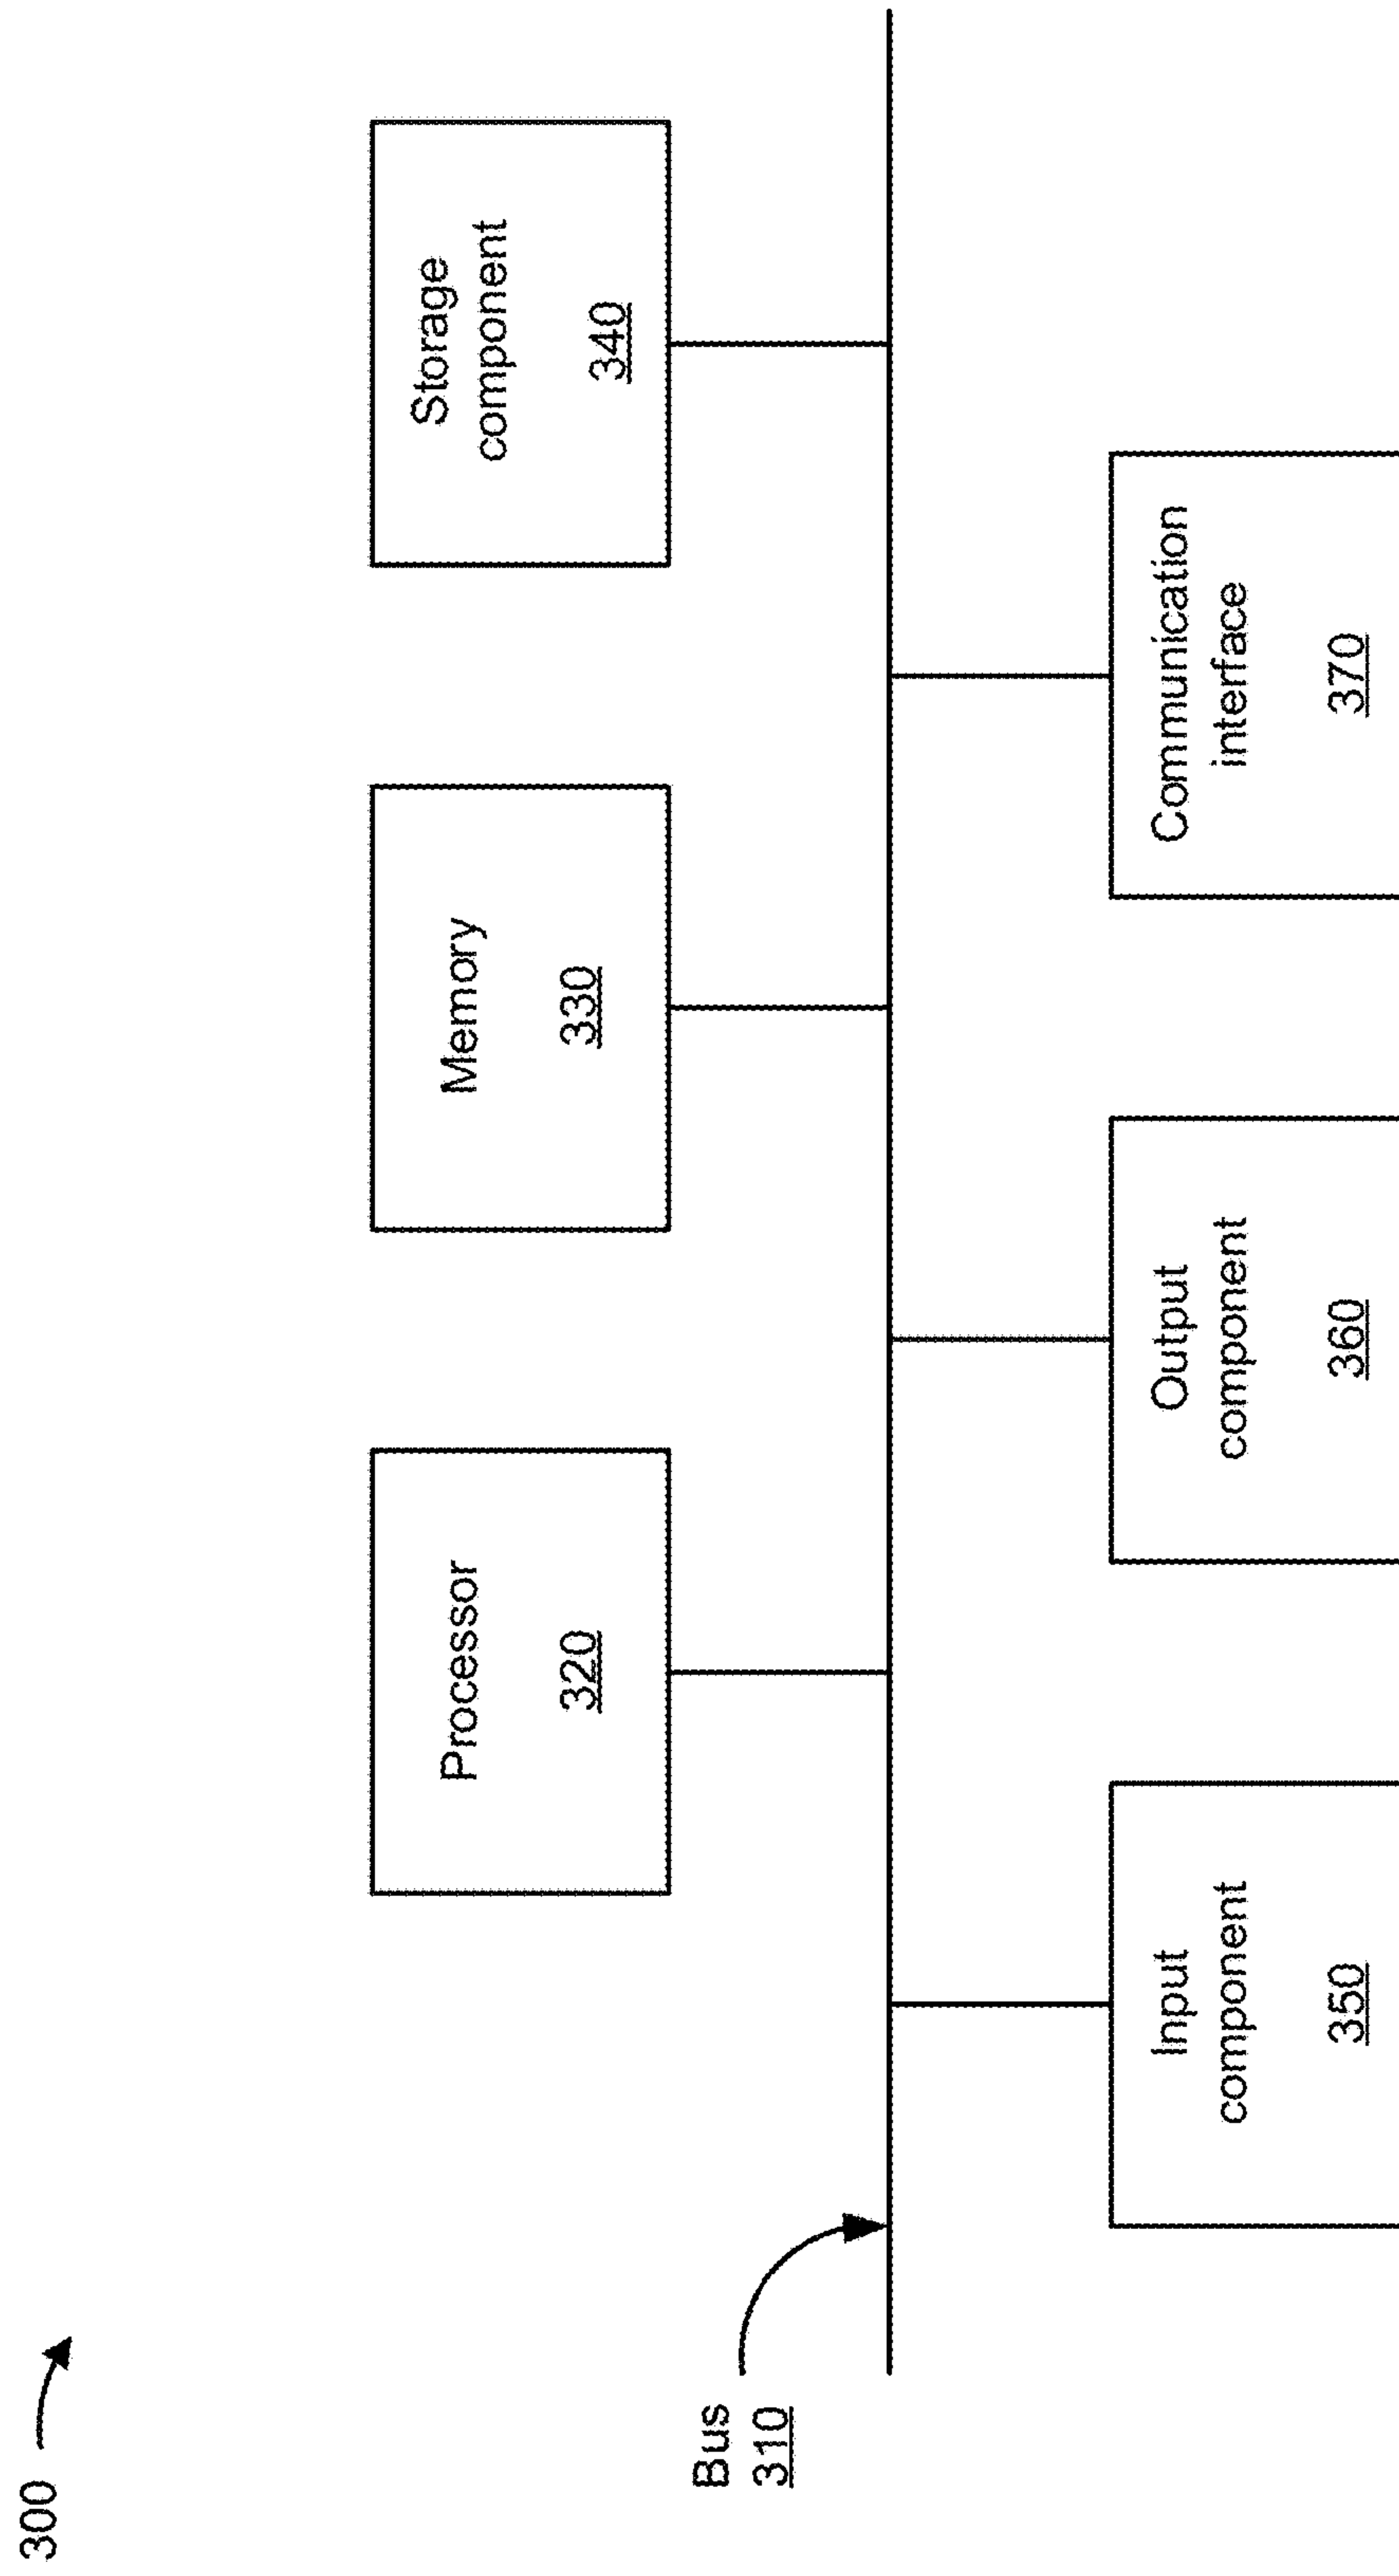 300
Processor
320
Memory
330
Storage
component
340
Bus
310
Input
component
350
Output
component
360
Communication
interface
370